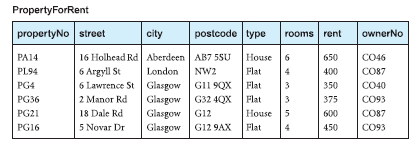 PropertyForRent
propertyNo street city postcode type rooms rent ownerNo
PA14 16 Holhead Rd Aberdeen AB7 5SU House 6 650 CO46
PL94 6 Argyll St London NW2 Flat 4 400 CO87
PG4 6 Lawrence St Glasgow G11 9QX Flat 3 350 CO40
PG36 2 Manor Rd Glasgow G32 4QX Flat 3 375 CO93
PG21 18 Dale Rd Glasgow G12 House 5 600 CO87
PG16 5 Novar Dr Glasgow G12 9AX Flat 4 450 CO93